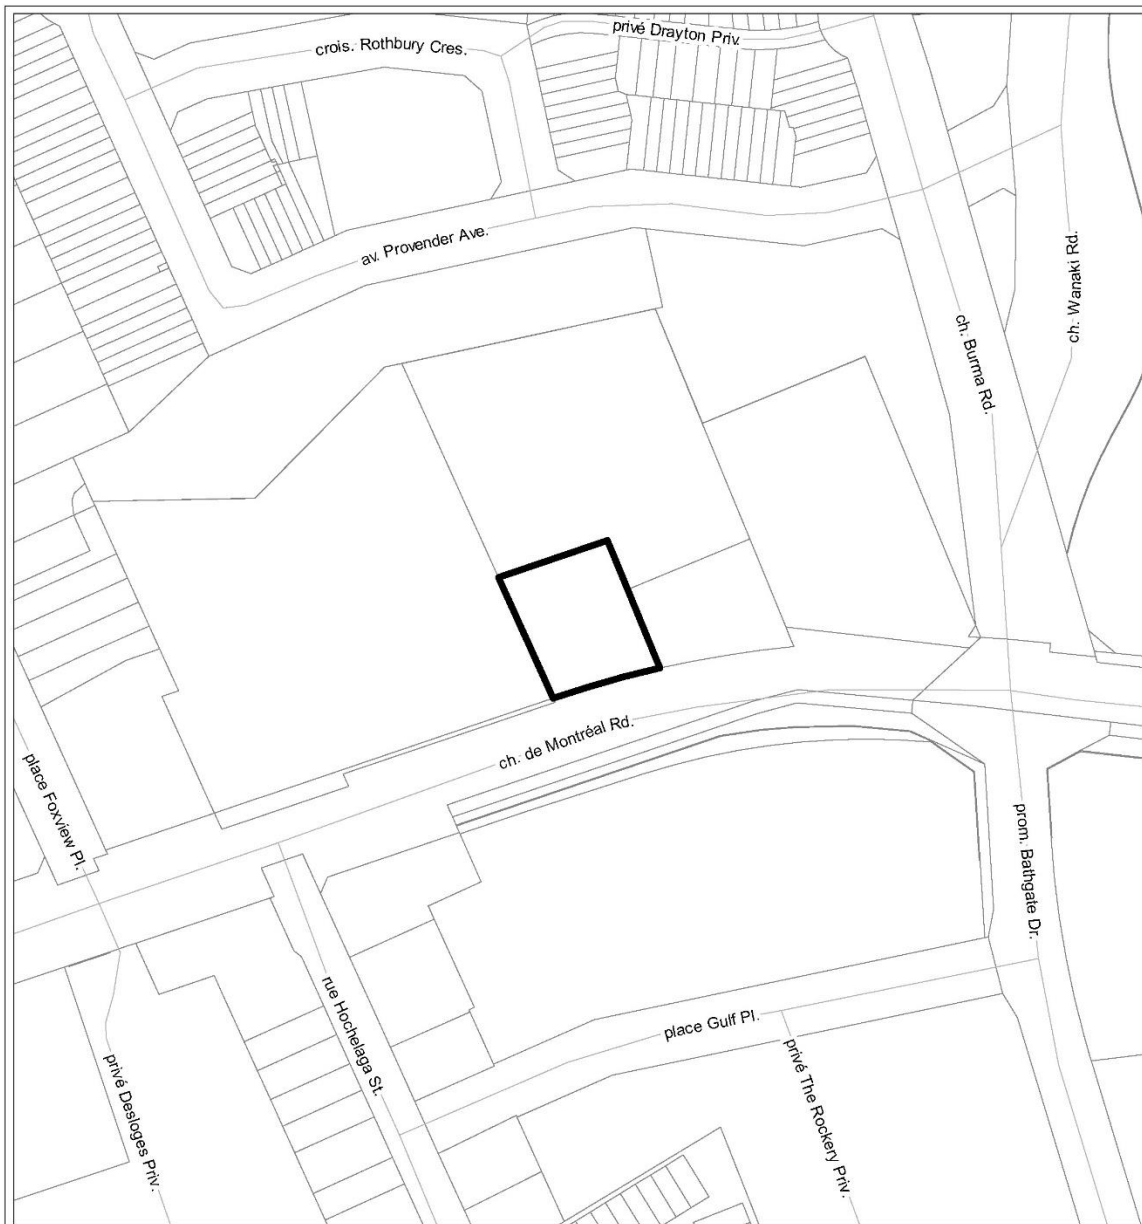 privé Drayton Priv.
crois. Rothbury Cres.
av. Provender Ave.
ch. Wanaki Rd.
ch. Burma Rd.
ch. de Montréal Rd.
place Foxview Pl.
prom. Bathgate Dr.
rue Hochelaga St.
place Gulf Pl.
privé Desloges Priv.
privé The Rockery Priv.